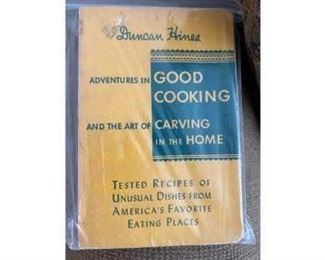 Duncan Hines
ADVENTURES IN GOOD
COOKING
AND THE ART OF CARVING
IN THE HOME
TESTED RECIPES OF
UNUSUAL DISHES FROM
AMERICA'S FAVORITE
EATING PLACES